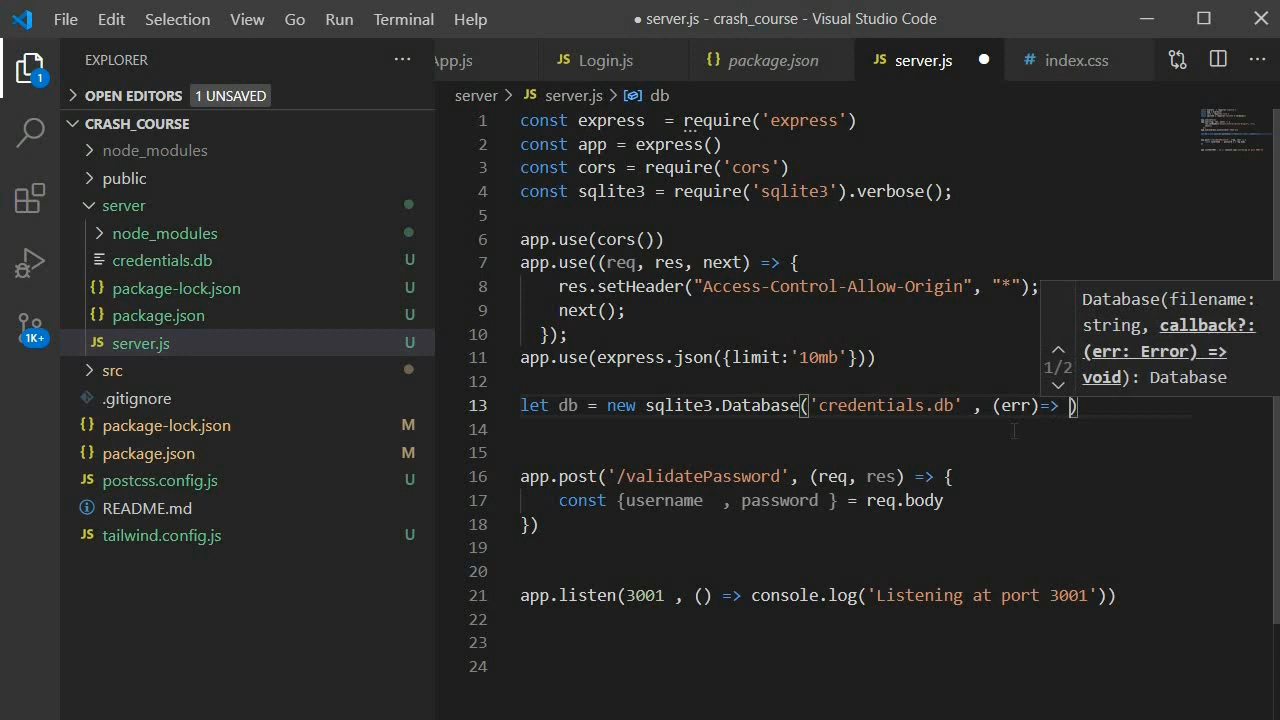 File Edit Selection View Go Run Terminal Help ● server.js - crash_course - Visual Studio Code
EXPLORER ···
App.js JS Login.js {} package.json JS server.js ● # index.css ···
1
OPEN EDITORS 1 UNSAVED
CRASH_COURSE
node_modules
public
server
node_modules
credentials.db U
{} package-lock.json U
{} package.json U
JS server.js U
src
.gitignore
{} package-lock.json M
{} package.json M
JS postcss.config.js U
README.md
JS tailwind.config.js U
1K+
server > JS server.js > db
1 const express  = require('express')
2 const app = express()
3 const cors = require('cors')
4 const sqlite3 = require('sqlite3').verbose();
5
6 app.use(cors())
7 app.use((req, res, next) => {
8     res.setHeader("Access-Control-Allow-Origin", "*");
9     next();
10   });
11 app.use(express.json({limit:'10mb'}))
12
13 let db = new sqlite3.Database('credentials.db' , (err)=> )
14
15
16 app.post('/validatePassword', (req, res) => {
17     const {username  , password } = req.body
18 })
19
20
21 app.listen(3001 , () => console.log('Listening at port 3001'))
22
23
24
1/2
Database(filename:
string, callback?:
(err: Error) =>
void): Database